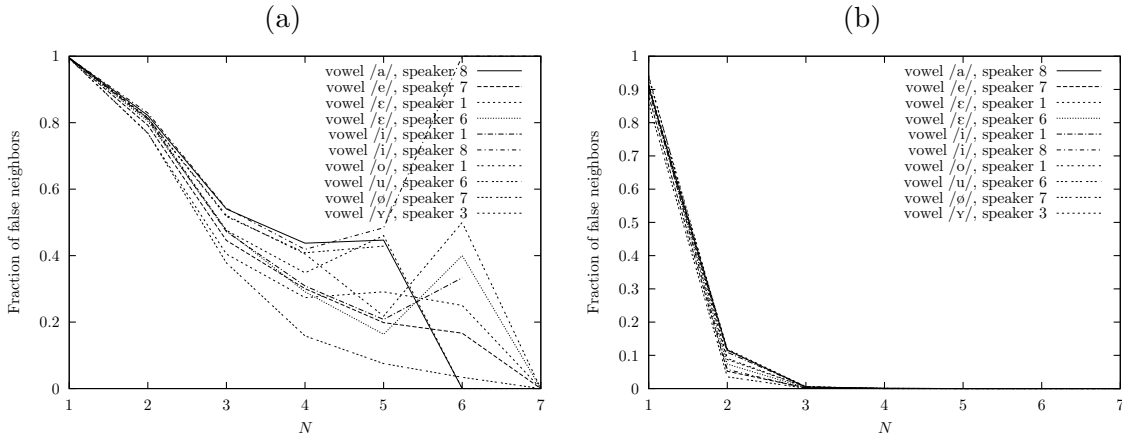 (a)
1
0.8
0.6
0.4
0.2
0
Fraction of false neighbors
1 2 3 4 5 6 7
N
vowel /a/, speaker 8
vowel /e/, speaker 7
vowel /ɛ/, speaker 1
vowel /ɛ/, speaker 6
vowel /i/, speaker 1
vowel /i/, speaker 8
vowel /o/, speaker 1
vowel /u/, speaker 6
vowel /ø/, speaker 7
vowel /ʏ/, speaker 3
(b)
1
0.9
0.8
0.7
0.6
0.5
0.4
0.3
0.2
0.1
0
Fraction of false neighbors
1 2 3 4 5 6 7
N
vowel /a/, speaker 8
vowel /e/, speaker 7
vowel /ɛ/, speaker 1
vowel /ɛ/, speaker 6
vowel /i/, speaker 1
vowel /i/, speaker 8
vowel /o/, speaker 1
vowel /u/, speaker 6
vowel /ø/, speaker 7
vowel /ʏ/, speaker 3